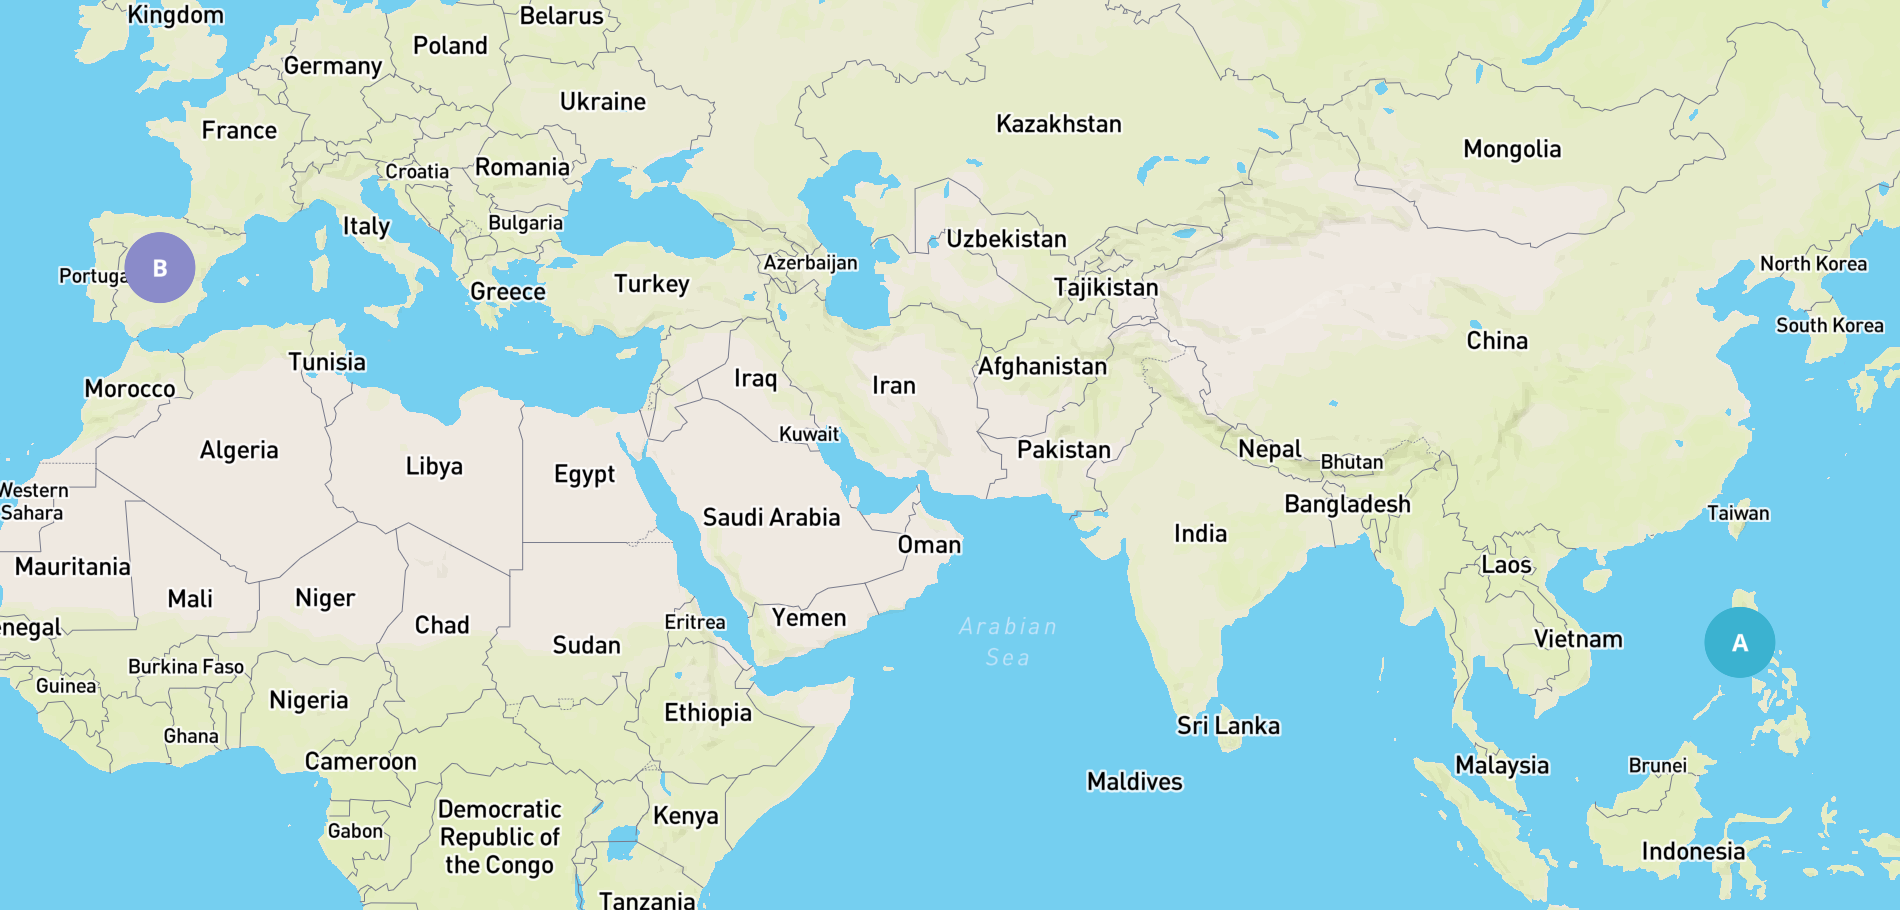 Kingdom
Belarus
Poland
Germany
Ukraine
France
Kazakhstan
Mongolia
Croatia
Romania
Italy
Bulgaria
Uzbekistan
Portuga
B
Azerbaijan
North Korea
Turkey
Greece
Tajikistan
South Korea
China
Tunisia
Afghanistan
Morocco
Iraq
Iran
Kuwait
Algeria
Libya
Egypt
Pakistan
Nepal
Bhutan
Western
Sahara
Bangladesh
Taiwan
Saudi Arabia
India
Oman
Mauritania
Laos
Mali
Niger
Chad
Yemen
Eritrea
Arabian
Sea
enegal
Sudan
Vietnam
A
Burkina Faso
Guinea
Nigeria
Ethiopia
Sri Lanka
Ghana
Cameroon
Malaysia
Brunei
Maldives
Democratic
Republic of
the Congo
Kenya
Gabon
Indonesia
Tanzania